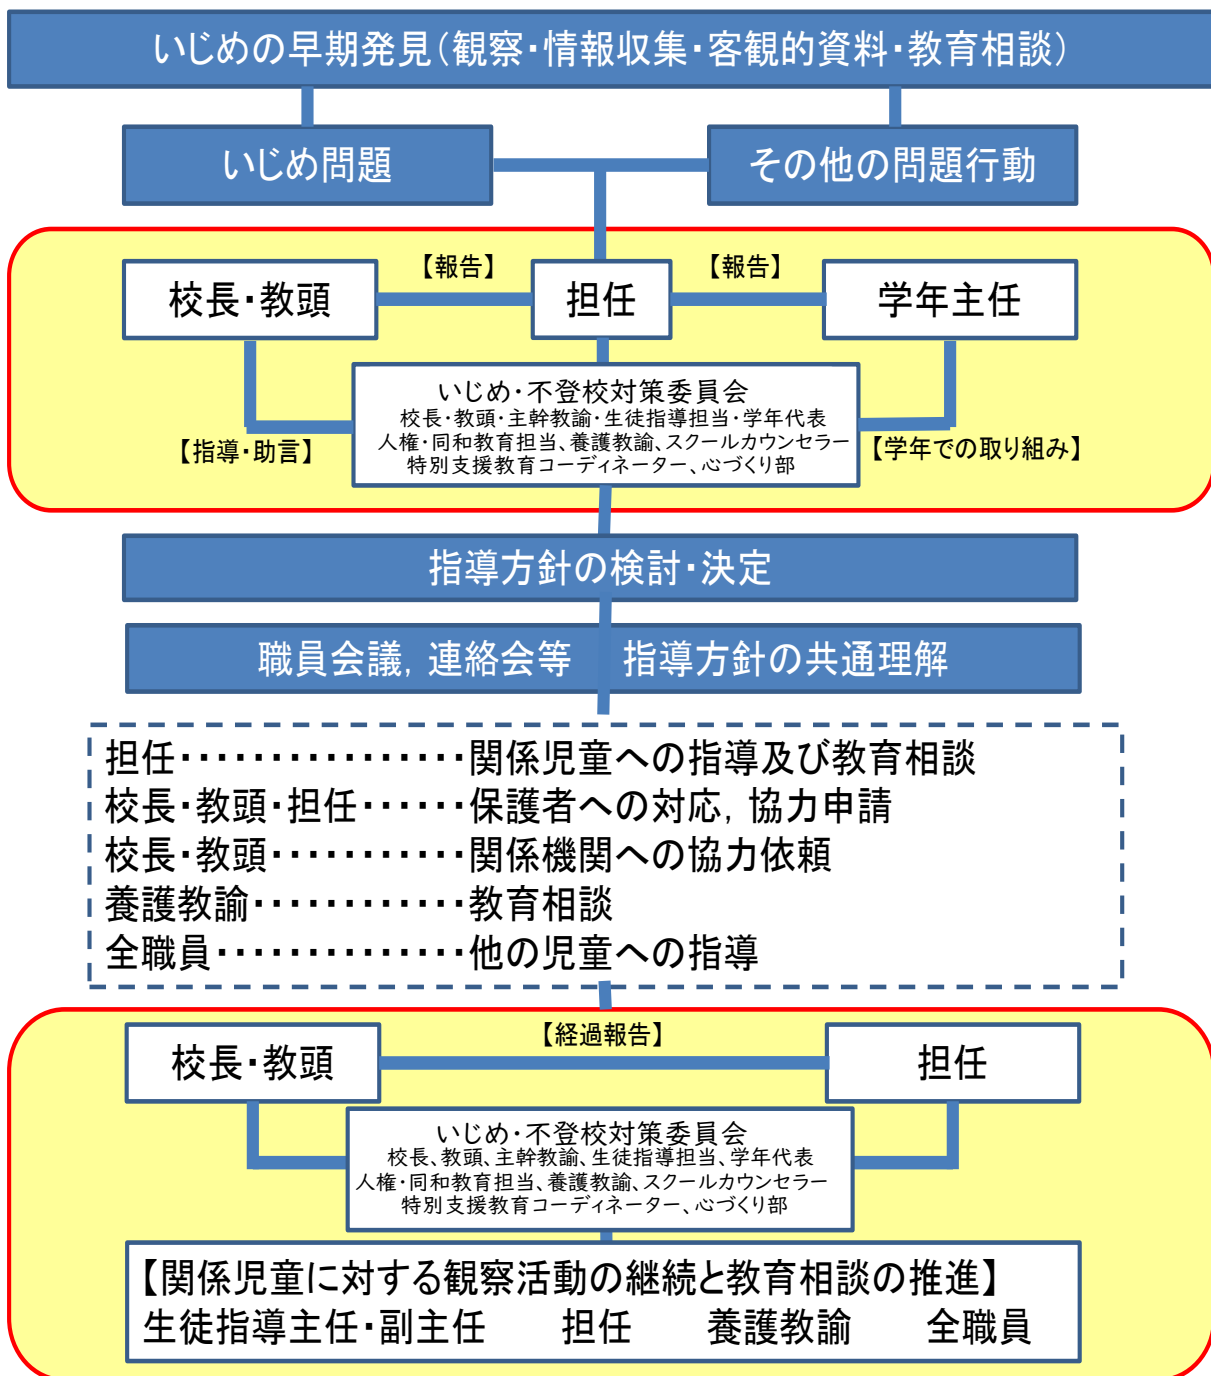 いじめの早期発見(観察・情報収集・客観的資料・教育相談)
いじめ問題
その他の問題行動
【報告】
【報告】
校長・教頭
担任
学年主任
いじめ・不登校対策委員会
校長・教頭・主幹教諭・生徒指導担当・学年代表
人権・同和教育担当、養護教諭、スクールカウンセラー
特別支援教育コーディネーター、心づくり部
【指導・助言】
【学年での取り組み】
指導方針の検討・決定
職員会議, 連絡会等 指導方針の共通理解
担任・・・・・・・・・・・・・・・・関係児童への指導及び教育相談
校長・教頭・担任・・・・・・保護者への対応, 協力申請
校長・教頭・・・・・・・・・・・関係機関への協力依頼
養護教諭・・・・・・・・・・・・教育相談
全職員・・・・・・・・・・・・・・他の児童への指導
【経過報告】
校長・教頭
担任
いじめ・不登校対策委員会
校長、教頭、主幹教諭、生徒指導担当、学年代表
人権・同和教育担当、養護教諭、スクールカウンセラー
特別支援教育コーディネーター、心づくり部
【関係児童に対する観察活動の継続と教育相談の推進】
生徒指導主任・副主任 担任 養護教諭 全職員